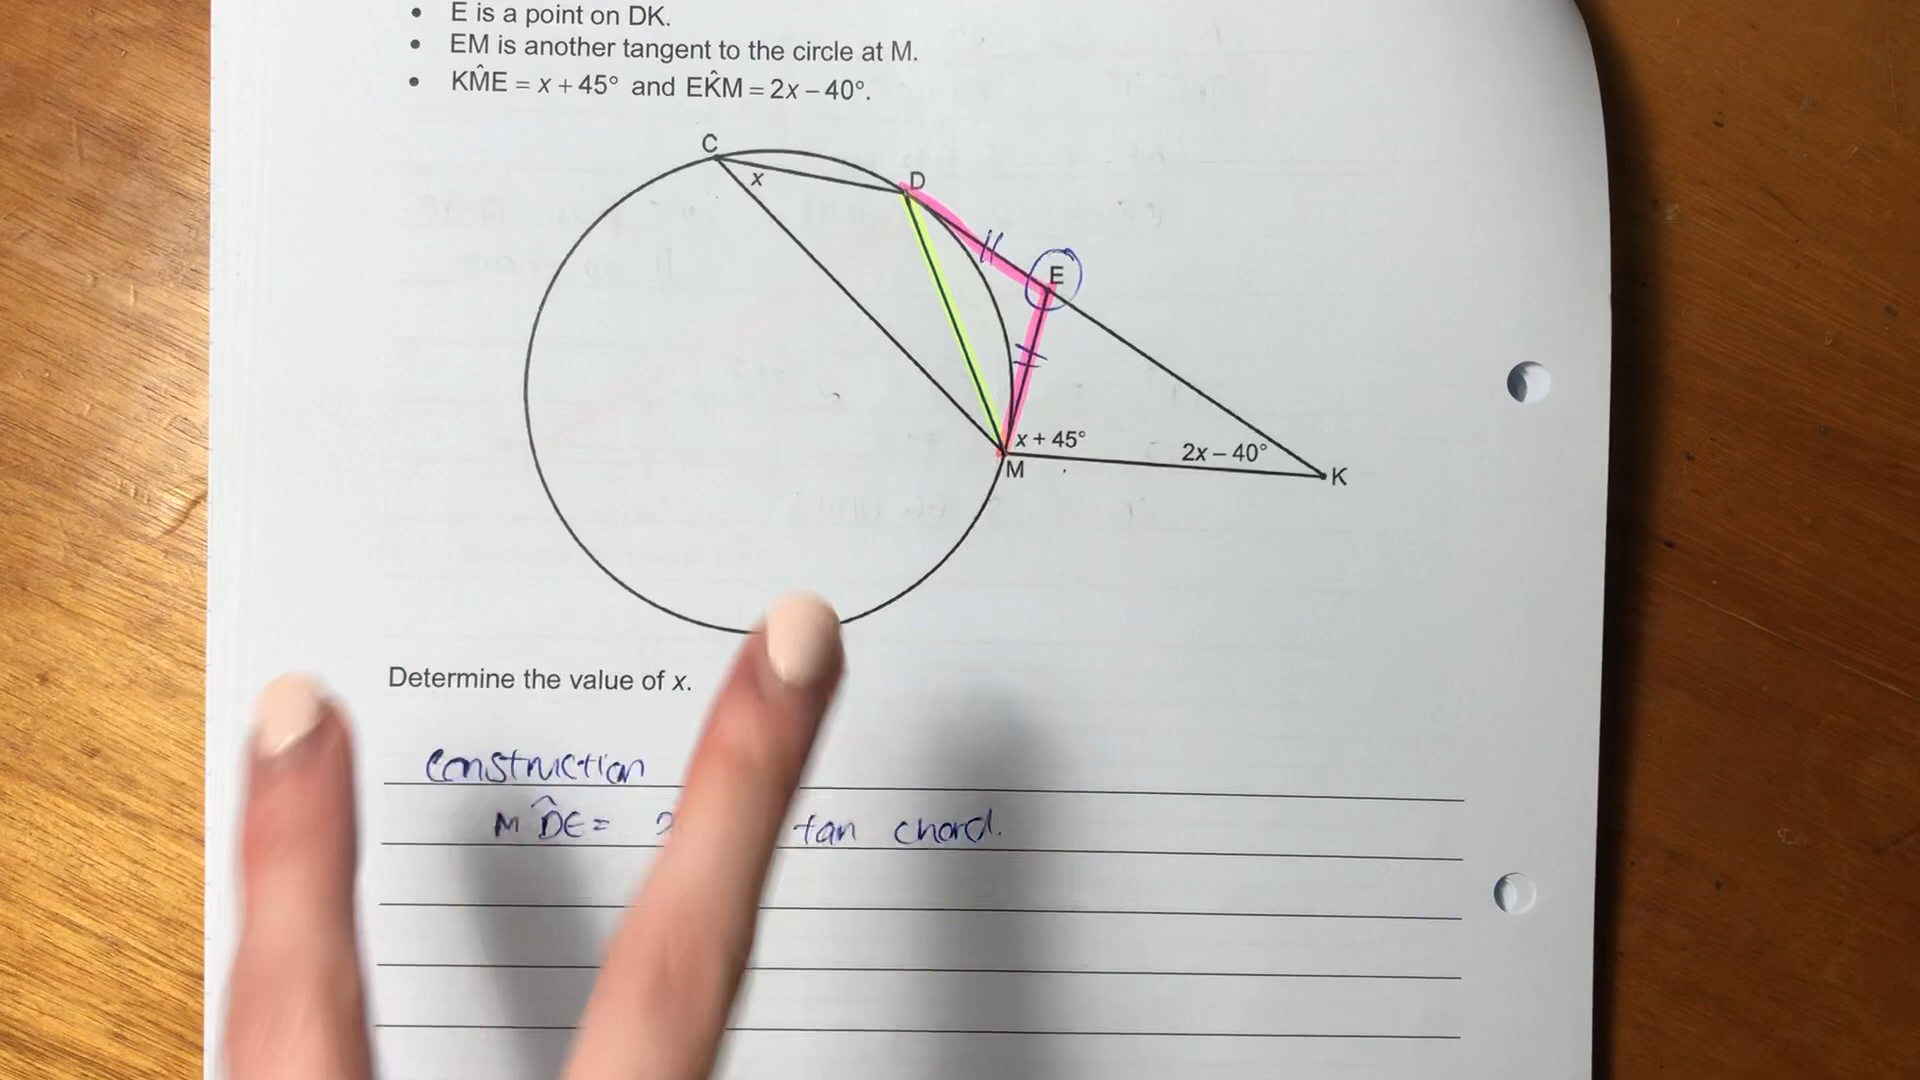 • E is a point on DK.
• EM is another tangent to the circle at M.
• KM̂E = x + 45° and EK̂M = 2x – 40°.
C
x
D
E
x + 45°
2x – 40°
M
K
Determine the value of x.
Construction
MD̂E = tan chord.